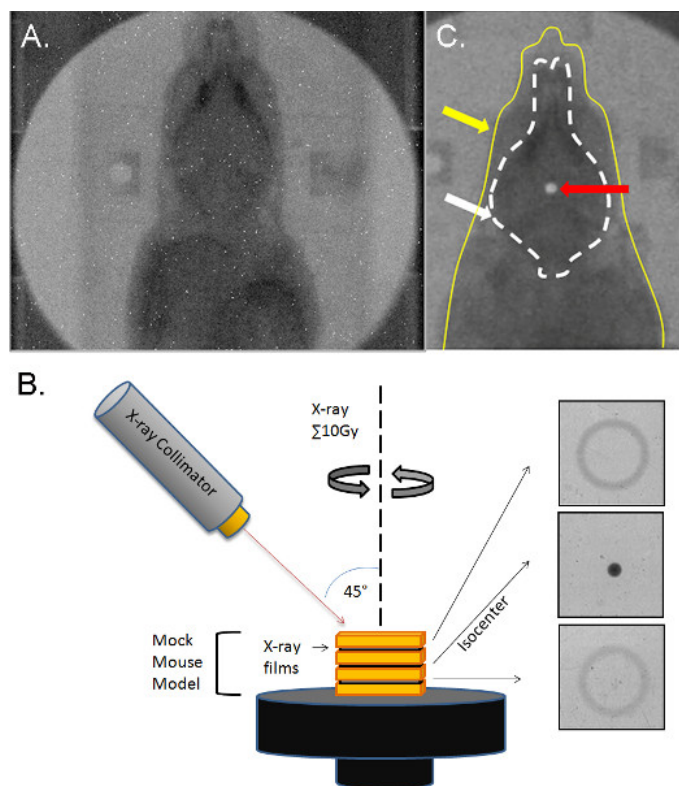 A.
C.
B.
X-ray Collimator
X-ray
∑10Gy
45°
Mock
Mouse
Model
X-ray
films
Isocenter